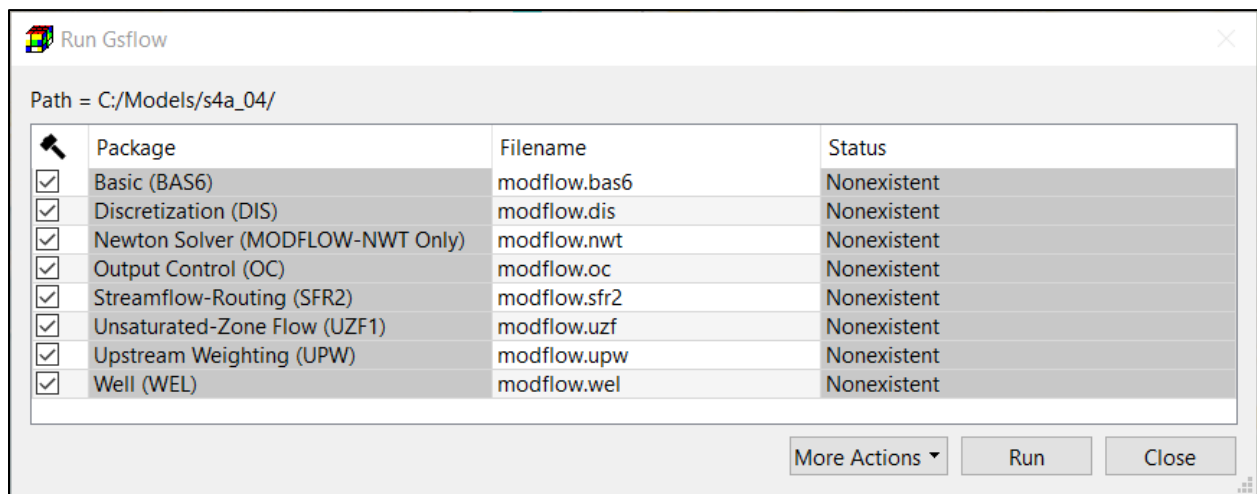 Run Gsflow
Path = C:/Models/s4a_04/
Package Filename Status
Basic (BAS6) modflow.bas6 Nonexistent
Discretization (DIS) modflow.dis Nonexistent
Newton Solver (MODFLOW-NWT Only) modflow.nwt Nonexistent
Output Control (OC) modflow.oc Nonexistent
Streamflow-Routing (SFR2) modflow.sfr2 Nonexistent
Unsaturated-Zone Flow (UZF1) modflow.uzf Nonexistent
Upstream Weighting (UPW) modflow.upw Nonexistent
Well (WEL) modflow.wel Nonexistent
More Actions Run Close